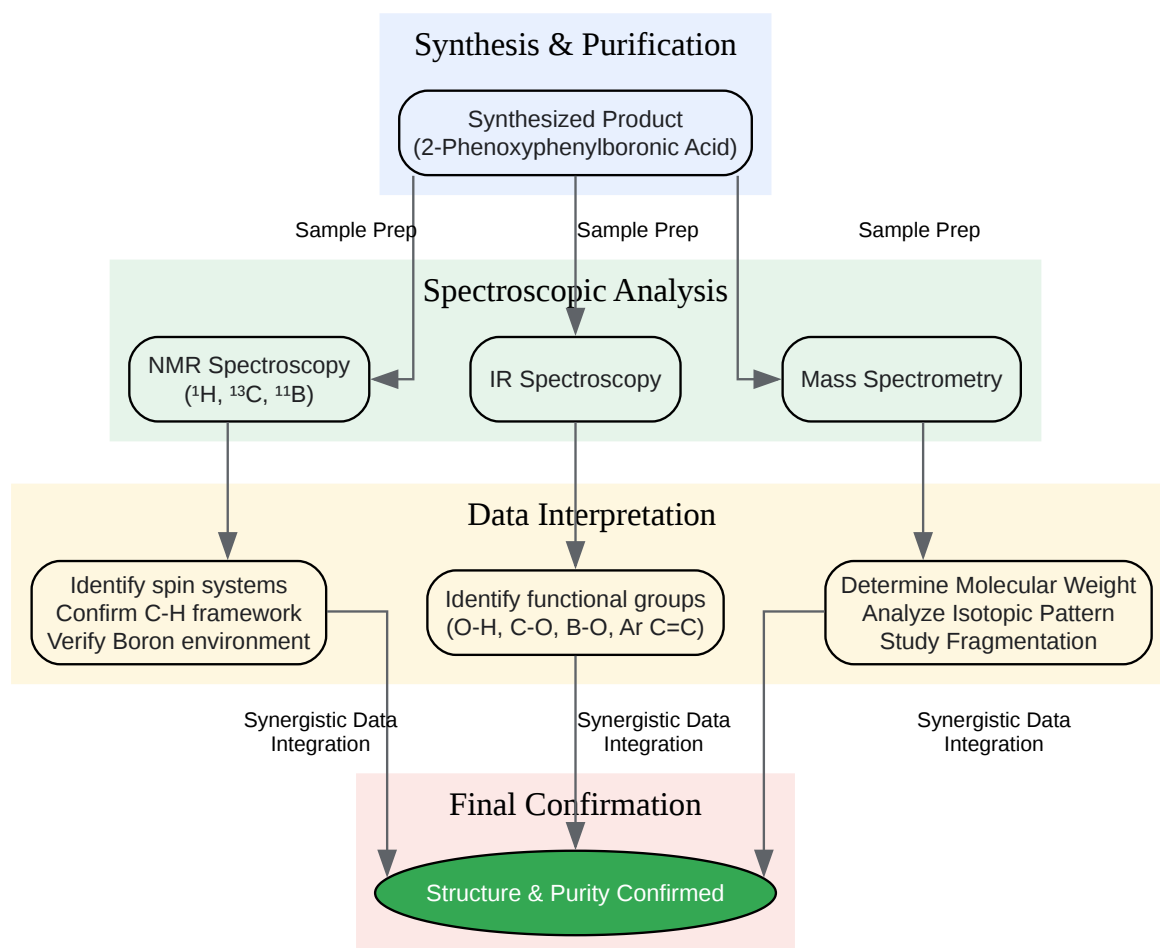 Synthesis & Purification
Synthesized Product
(2-Phenoxyphenylboronic Acid)
Sample Prep
Sample Prep
Sample Prep
Spectroscopic Analysis
NMR Spectroscopy
(¹H, ¹³C, ¹¹B)
IR Spectroscopy
Mass Spectrometry
Data Interpretation
Identify spin systems
Confirm C-H framework
Verify Boron environment
Identify functional groups
(O-H, C-O, B-O, Ar C=C)
Determine Molecular Weight
Analyze Isotopic Pattern
Study Fragmentation
Synergistic Data
Integration
Synergistic Data
Integration
Synergistic Data
Integration
Final Confirmation
Structure & Purity Confirmed